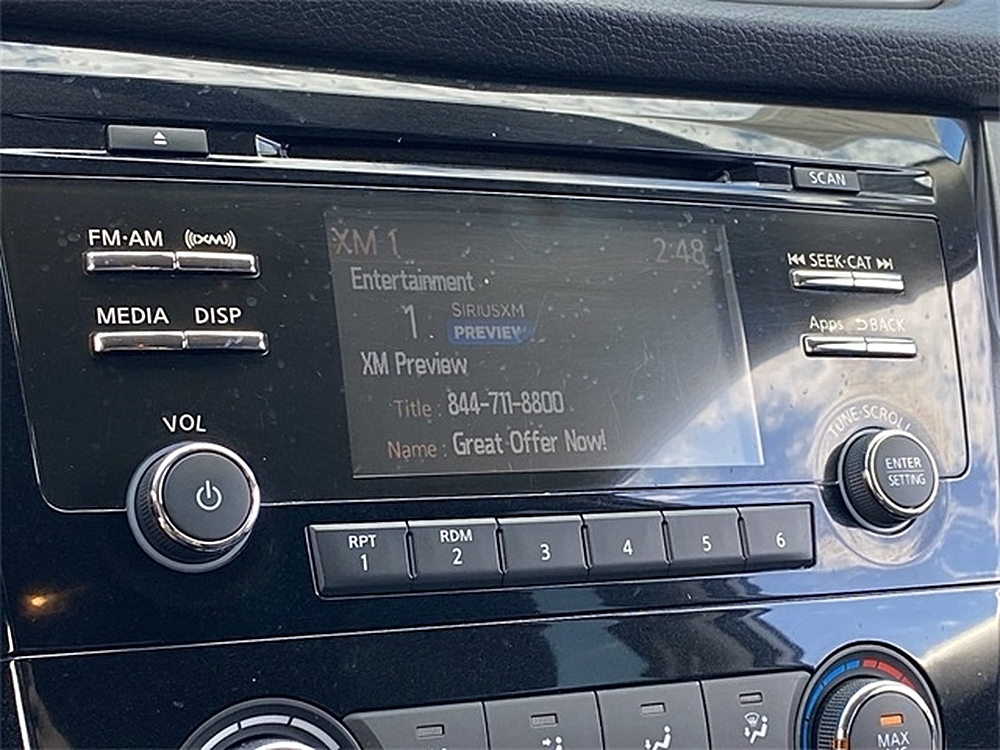 SCAN
FM·AM ((XM))
SEEK·CAT
MEDIA DISP
Apps BACK
XM 1 2:48
Entertainment
1 SIRIUSXM
PREVIEW
XM Preview
Title : 844-711-8800
Name : Great Offer Now!
VOL
TUNE·SCROLL
ENTER
SETTING
RPT RDM
1 2 3 4 5 6
MAX